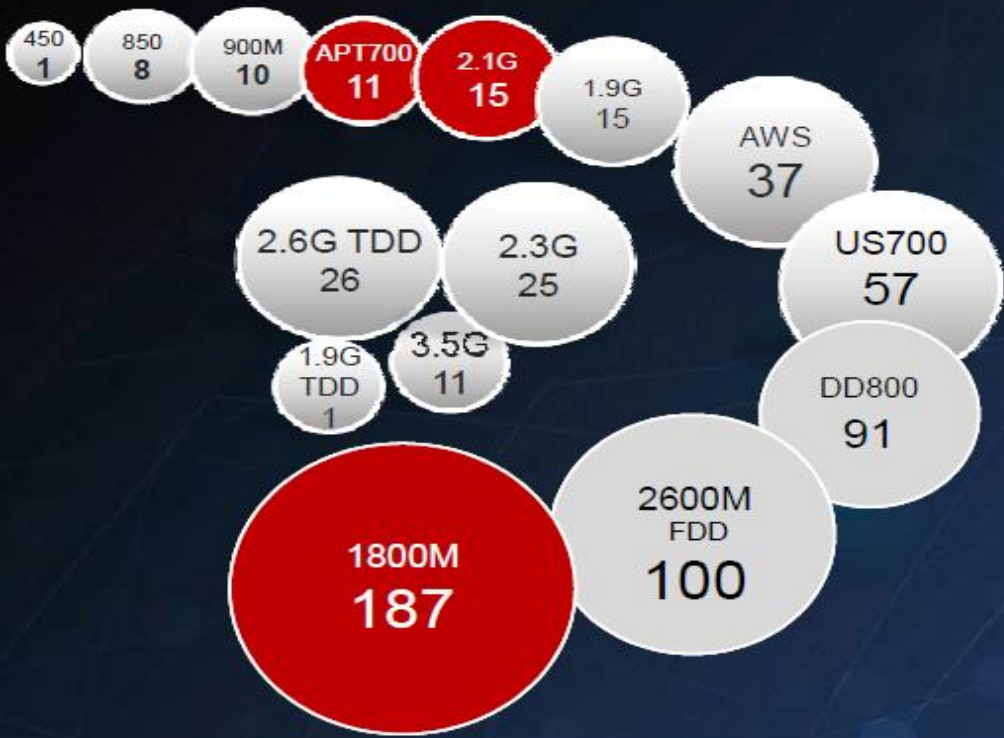 450
1
850
8
900M
10
APT700
11
2.1G
15
1.9G
15
AWS
37
US700
57
DD800
91
2600M
FDD
100
1800M
187
2.6G TDD
26
2.3G
25
1.9G
TDD
1
3.5G
11